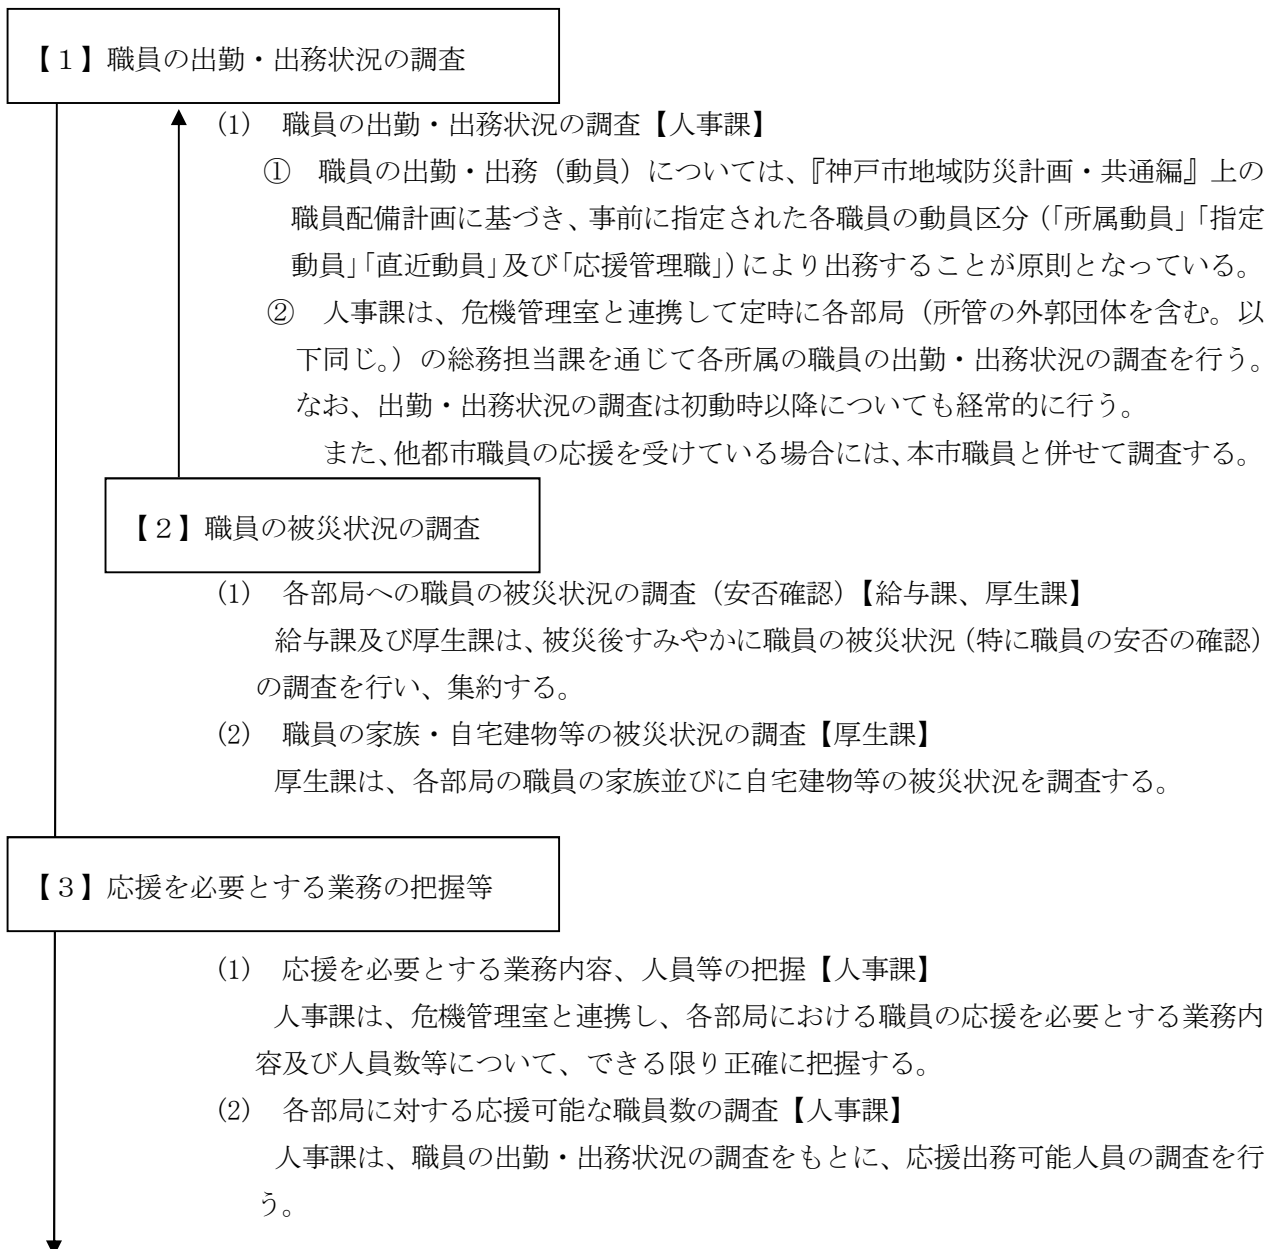 【１】職員の出勤・出務状況の調査
(1)　職員の出勤・出務状況の調査【人事課】
①　職員の出勤・出務（動員）については、『神戸市地域防災計画・共通編』上の
職員配備計画に基づき、事前に指定された各職員の動員区分（「所属動員」「指定
動員」「直近動員」及び「応援管理職」）により出務することが原則となっている。
②　人事課は、危機管理室と連携して定時に各部局（所管の外郭団体を含む。以
下同じ。）の総務担当課を通じて各所属の職員の出勤・出務状況の調査を行う。
なお、出勤・出務状況の調査は初動時以降についても経常的に行う。
また、他都市職員の応援を受けている場合には、本市職員と併せて調査する。
【２】職員の被災状況の調査
(1)　各部局への職員の被災状況の調査（安否確認）【給与課、厚生課】
給与課及び厚生課は、被災後すみやかに職員の被災状況（特に職員の安否の確認）
の調査を行い、集約する。
(2)　職員の家族・自宅建物等の被災状況の調査【厚生課】
厚生課は、各部局の職員の家族並びに自宅建物等の被災状況を調査する。
【３】応援を必要とする業務の把握等
(1)　応援を必要とする業務内容、人員等の把握【人事課】
人事課は、危機管理室と連携し、各部局における職員の応援を必要とする業務内
容及び人員数等について、できる限り正確に把握する。
(2)　各部局に対する応援可能な職員数の調査【人事課】
人事課は、職員の出勤・出務状況の調査をもとに、応援出務可能人員の調査を行
う。